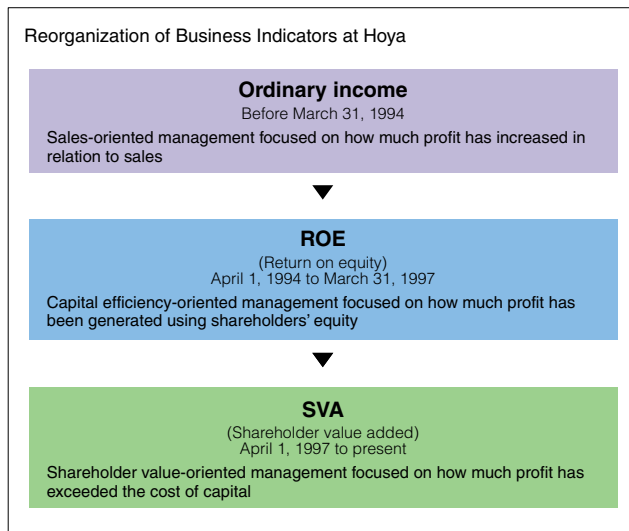 Reorganization of Business Indicators at Hoya
Ordinary income
Before March 31, 1994
Sales-oriented management focused on how much profit has increased in
relation to sales
ROE
(Return on equity)
April 1, 1994 to March 31, 1997
Capital efficiency-oriented management focused on how much profit has
been generated using shareholders’ equity
SVA
(Shareholder value added)
April 1, 1997 to present
Shareholder value-oriented management focused on how much profit has
exceeded the cost of capital